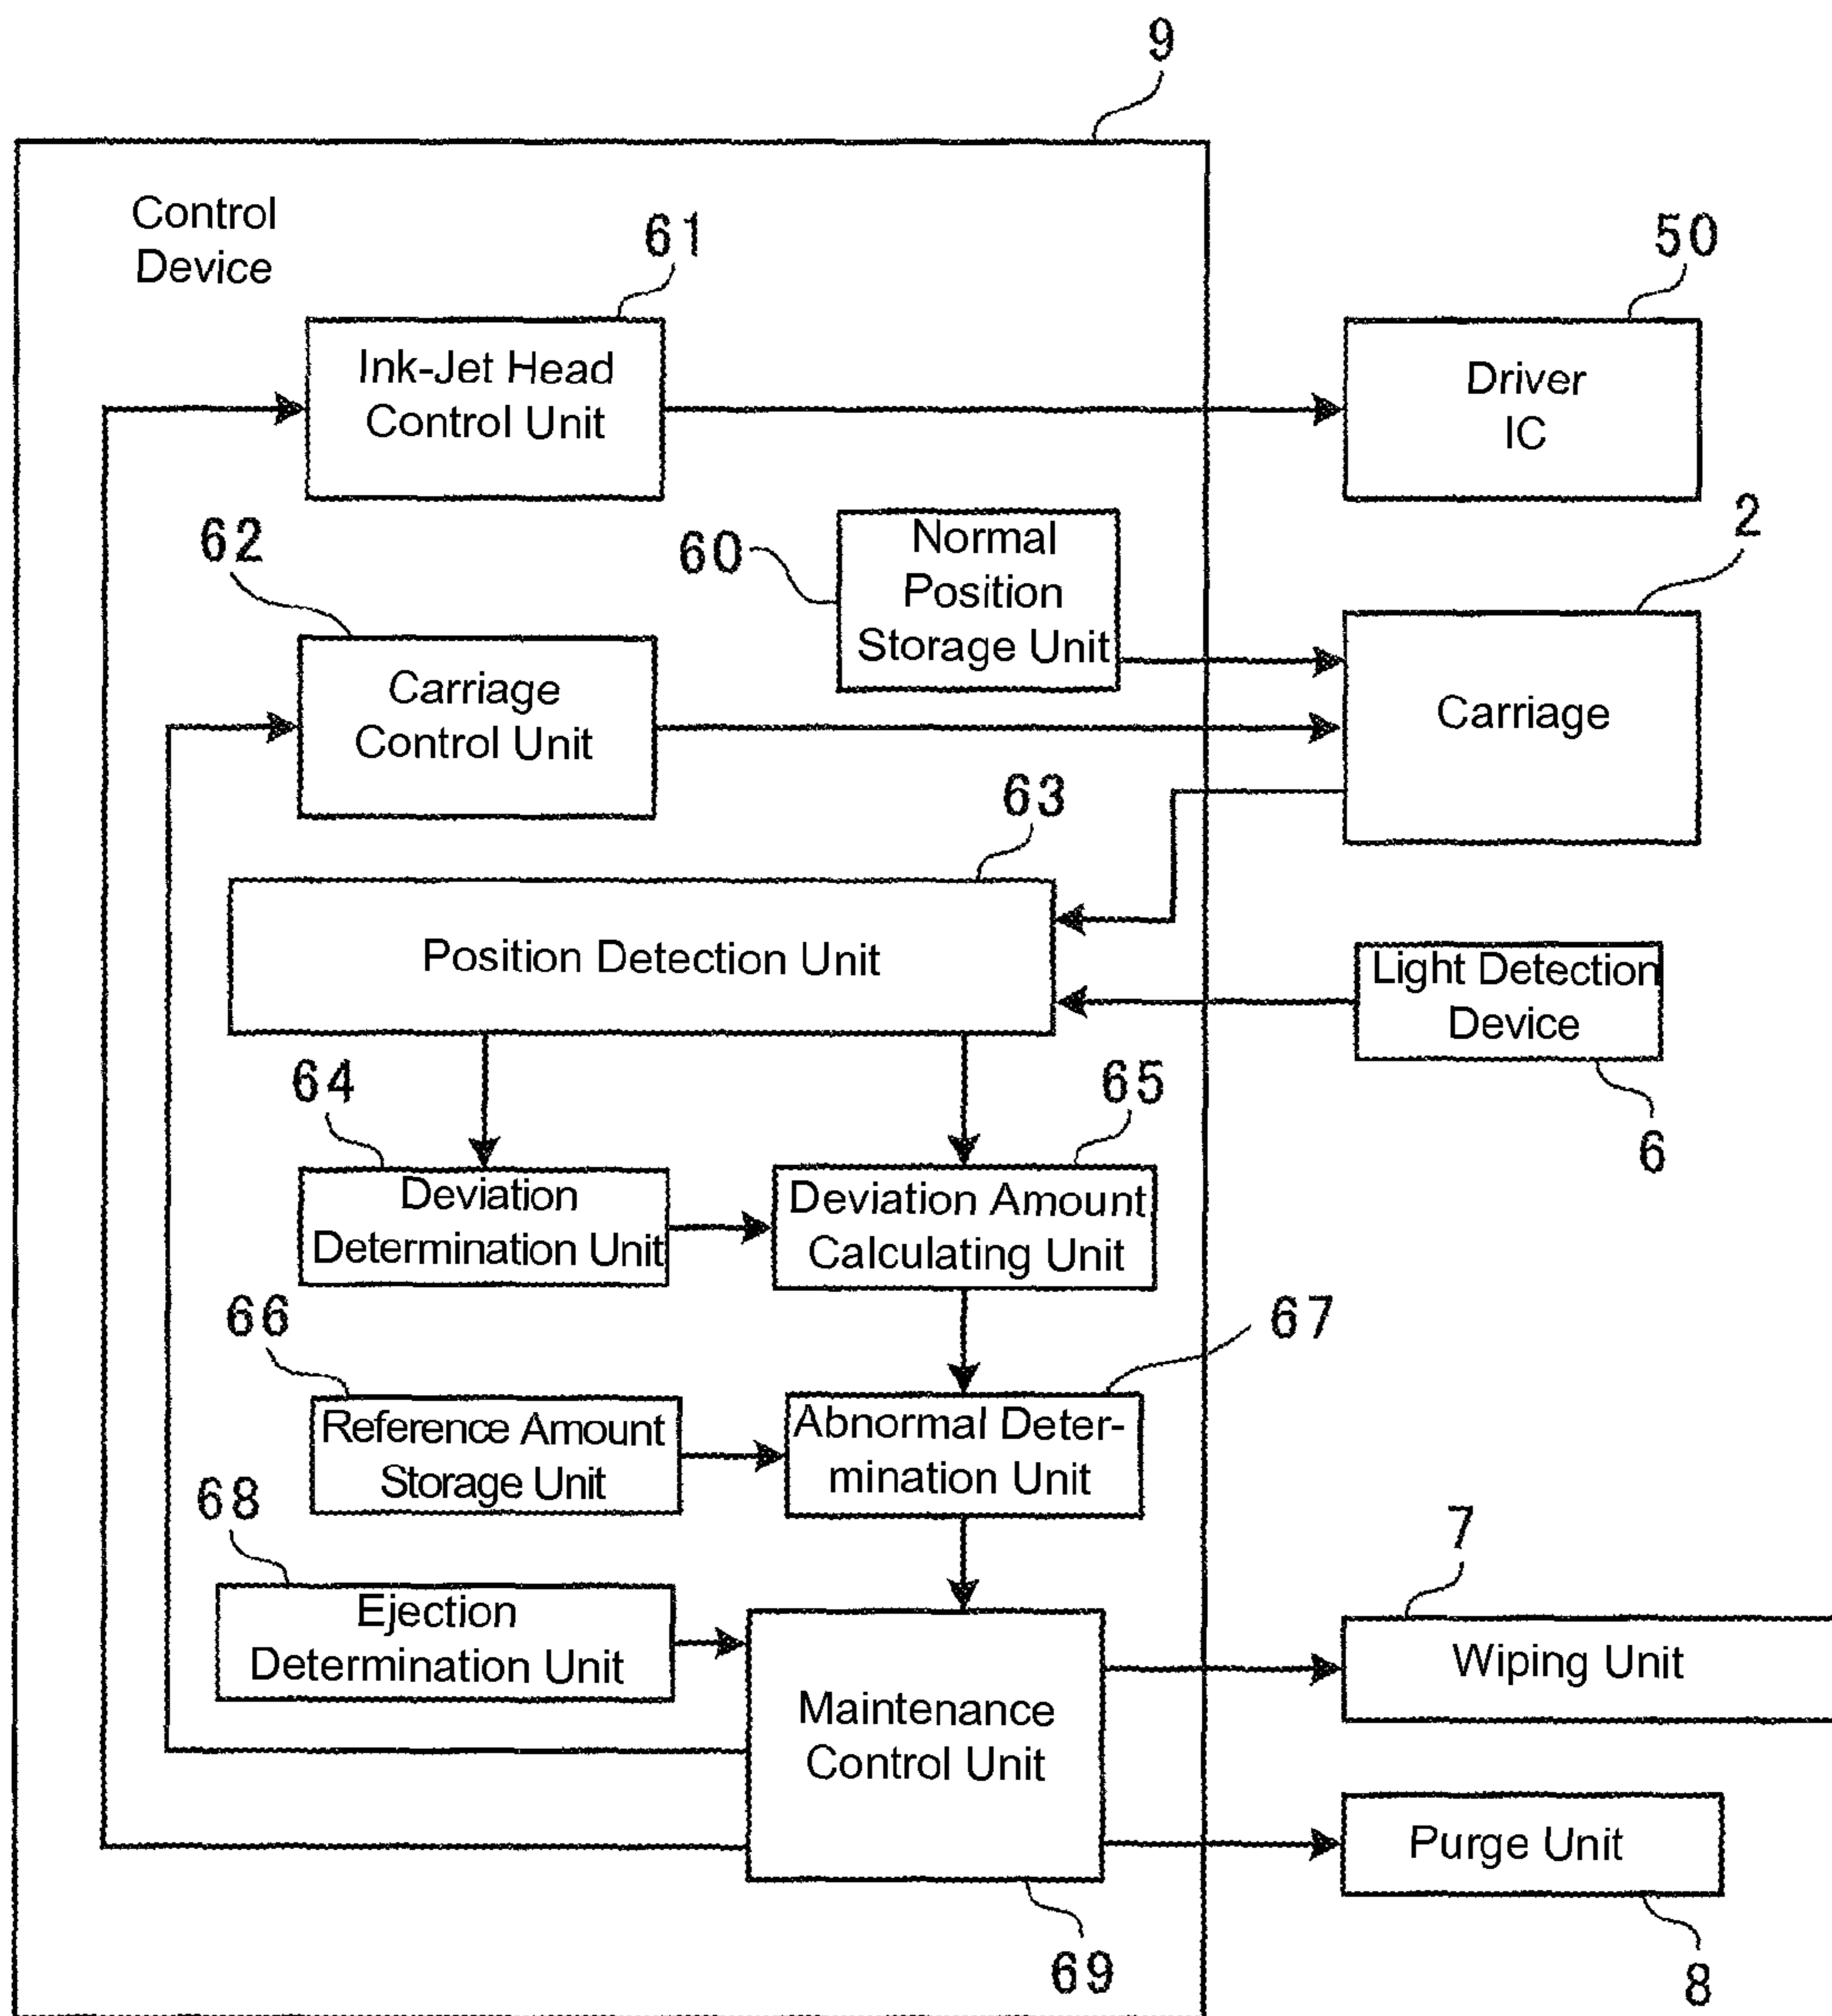 9
Control
Device
61
50
Ink-Jet Head
Control Unit
Driver
IC
62
60
Normal
Position
Storage Unit
2
Carriage
Control Unit
Carriage
63
Position Detection Unit
Light Detection
Device
6
64
65
Deviation
Determination Unit
Deviation Amount
Calculating Unit
66
67
Reference Amount
Storage Unit
Abnormal Deter-
mination Unit
68
7
Ejection
Determination Unit
Wiping Unit
Maintenance
Control Unit
Purge Unit
69
8